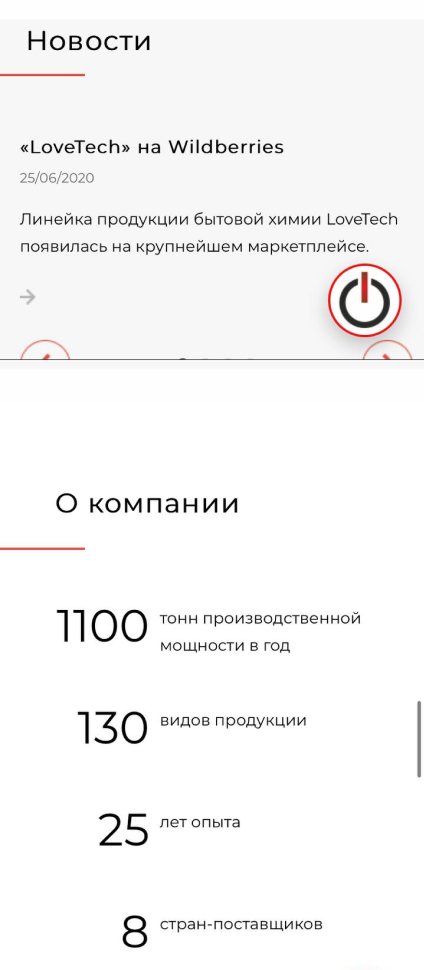 Новости
«LoveTech» на Wildberries
25/06/2020
Линейка продукции бытовой химии LoveTech
появилась на крупнейшем маркетплейсе.
О компании
1100 тонн производственной
мощности в год
130 видов продукции
25 лет опыта
8 стран-поставщиков